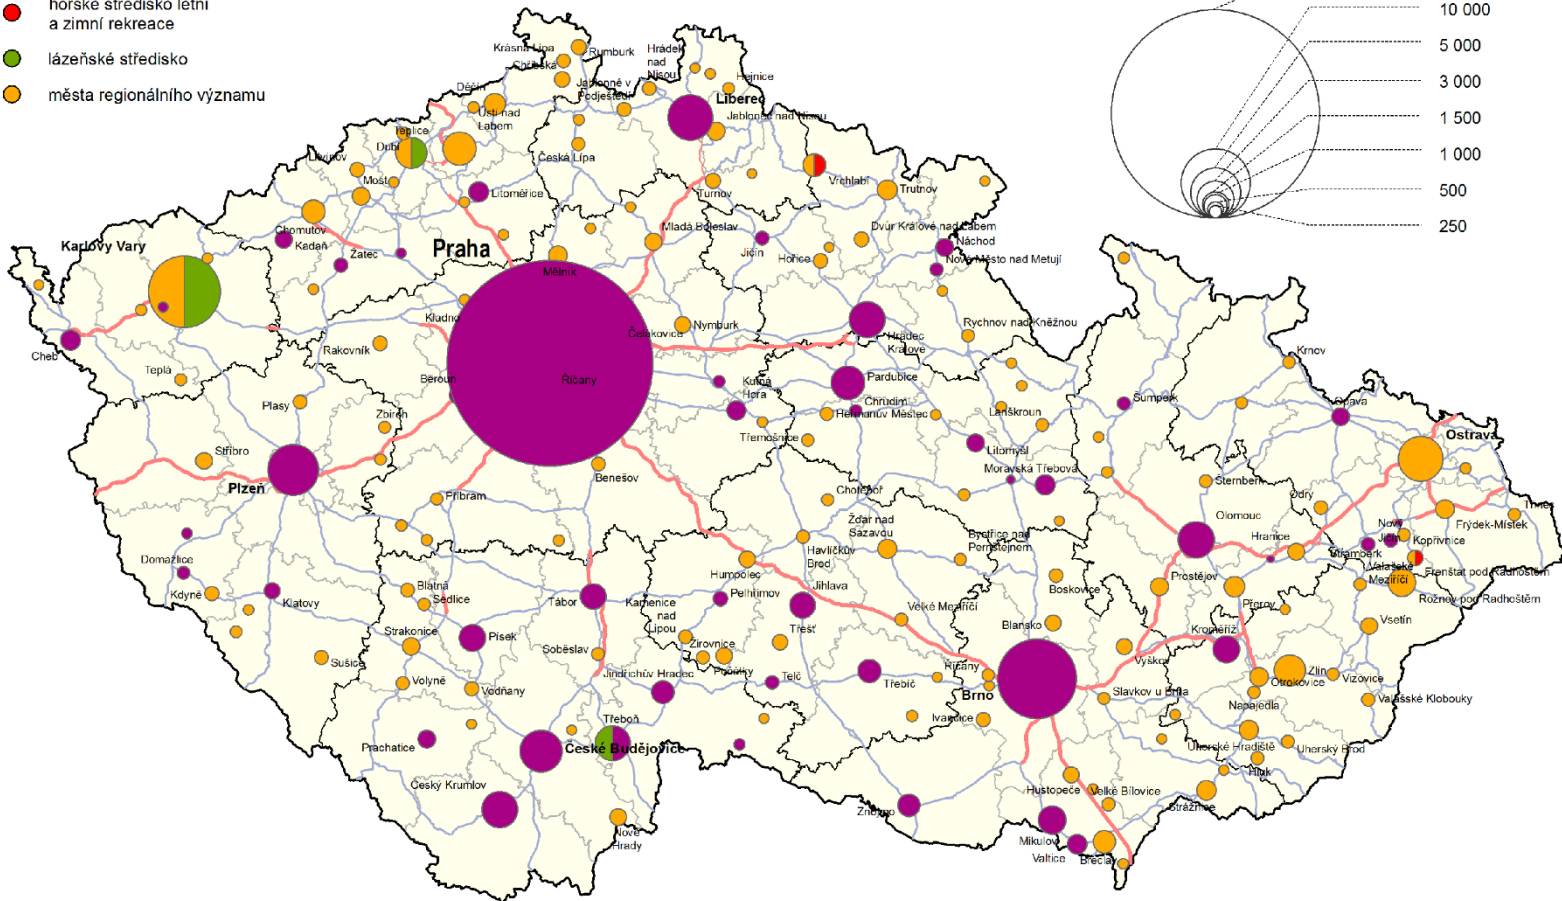 horské středisko letní
a zimní rekreace
lázeňské středisko
města regionálního významu
10 000
5 000
3 000
1 500
1 000
500
250
Krásná Lípa
Rumburk
Chřibská
Hrádek
nad
Nisou
Hejnice
Děčín
Jablonné v
Podještědí
Liberec
Jablonec nad Nisou
Ústí nad
Labem
Teplice
Dubí
Litvínov
Most
Česká Lípa
Litoměřice
Turnov
Vrchlabí
Trutnov
Chomutov
Kadaň
Karlovy Vary
Žatec
Praha
Mělník
Mladá Boleslav
Jičín
Hořice
Dvůr Králové nad Labem
Náchod
Nové Město nad Metují
Kladno
Čelákovice
Nymburk
Hradec
Králové
Rychnov nad Kněžnou
Cheb
Teplá
Rakovník
Beroun
Říčany
Kutná
Hora
Pardubice
Chrudim
Heřmanův Městec
Lanškroun
Šumperk
Krnov
Opava
Plasy
Zbiroh
Třemošnice
Litomyšl
Moravská Třebová
Ostrava
Stříbro
Plzeň
Benešov
Příbram
Chotěboř
Šternberk
Odry
Žďár nad
Sázavou
Olomouc
Hranice
Nový
Jičín
Frýdek-Místek
Kopřivnice
Štramberk
Domažlice
Kdyně
Klatovy
Blatná
Sedlice
Tábor
Humpolec
Havlíčkův
Brod
Bystřice nad
Pernštejnem
Boskovice
Prostějov
Přerov
Valašské
Meziříčí
Frenštát pod Radhoštěm
Rožnov pod Radhoštěm
Kamenice
nad
Lipou
Pelhřimov
Jihlava
Velké Meziříčí
Blansko
Kroměříž
Vsetín
Strakonice
Písek
Soběslav
Žirovnice
Počátky
Třešť
Vyškov
Sušice
Volyně
Vodňany
Jindřichův Hradec
Telč
Třebíč
Říčany
Brno
Slavkov u Brna
Otrokovice
Zlín
Vizovice
Napajedla
Valašské Klobouky
Prachatice
Třeboň
České Budějovice
Ivančice
Uherské Hradiště
Uherský Brod
Hluk
Český Krumlov
Nové
Hrady
Znojmo
Hustopeče
Velké Bílovice
Strážnice
Mikulov
Valtice
Břeclav